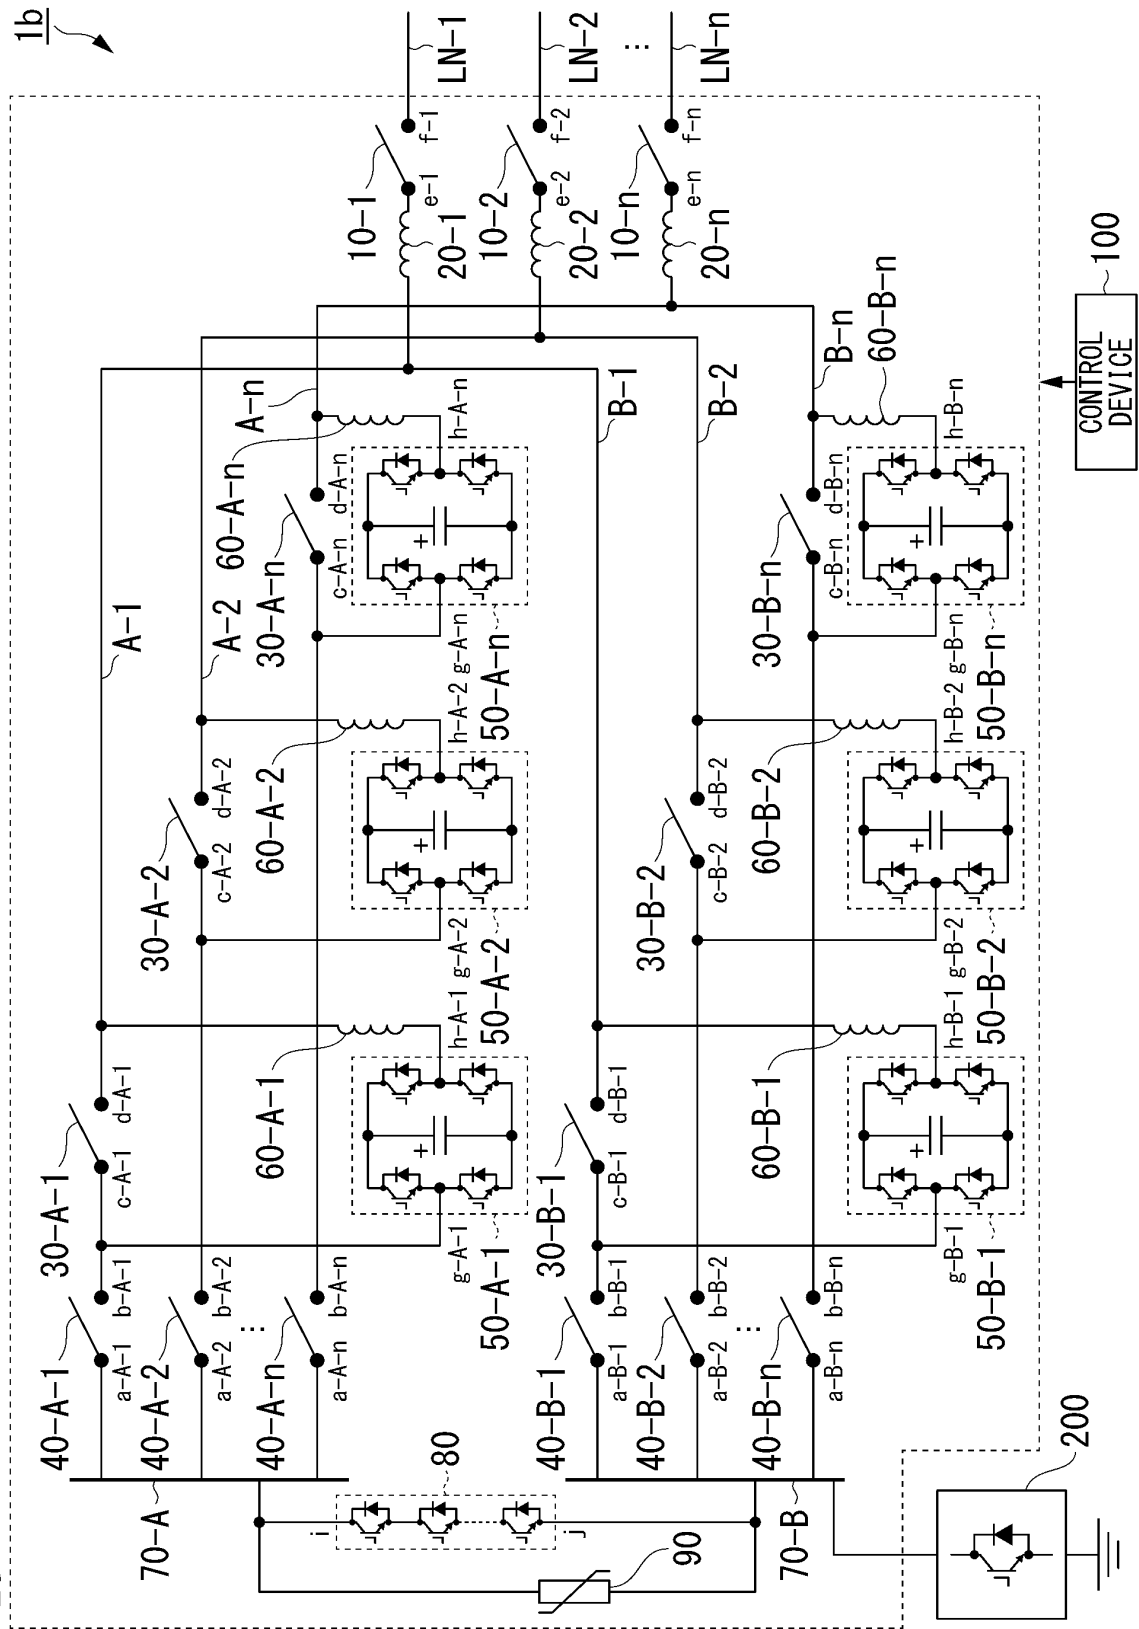 1b
LN-1
LN-2
...
LN-n
f-1
f-2
f-n
e-1
e-2
e-n
10-1
10-2
10-n
20-1
20-2
20-n
100
CONTROL
DEVICE
A-1
A-2
A-n
B-1
B-2
B-n
60-A-n
60-B-n
h-A-n
h-B-n
d-A-n
d-B-n
c-A-n
c-B-n
30-A-n
30-B-n
g-A-n
g-B-n
50-A-n
50-B-n
h-A-2
h-B-2
60-A-2
60-B-2
d-A-2
d-B-2
c-A-2
c-B-2
30-A-2
30-B-2
g-A-2
g-B-2
50-A-2
50-B-2
h-A-1
h-B-1
60-A-1
60-B-1
d-A-1
d-B-1
c-A-1
c-B-1
30-A-1
30-B-1
g-A-1
g-B-1
50-A-1
50-B-1
+
+
+
+
+
+
b-A-1
b-A-2
...
b-A-n
b-B-1
b-B-2
...
b-B-n
a-A-1
a-A-2
a-A-n
a-B-1
a-B-2
a-B-n
40-A-1
40-A-2
40-A-n
40-B-1
40-B-2
40-B-n
70-A
70-B
80
i
j
90
200